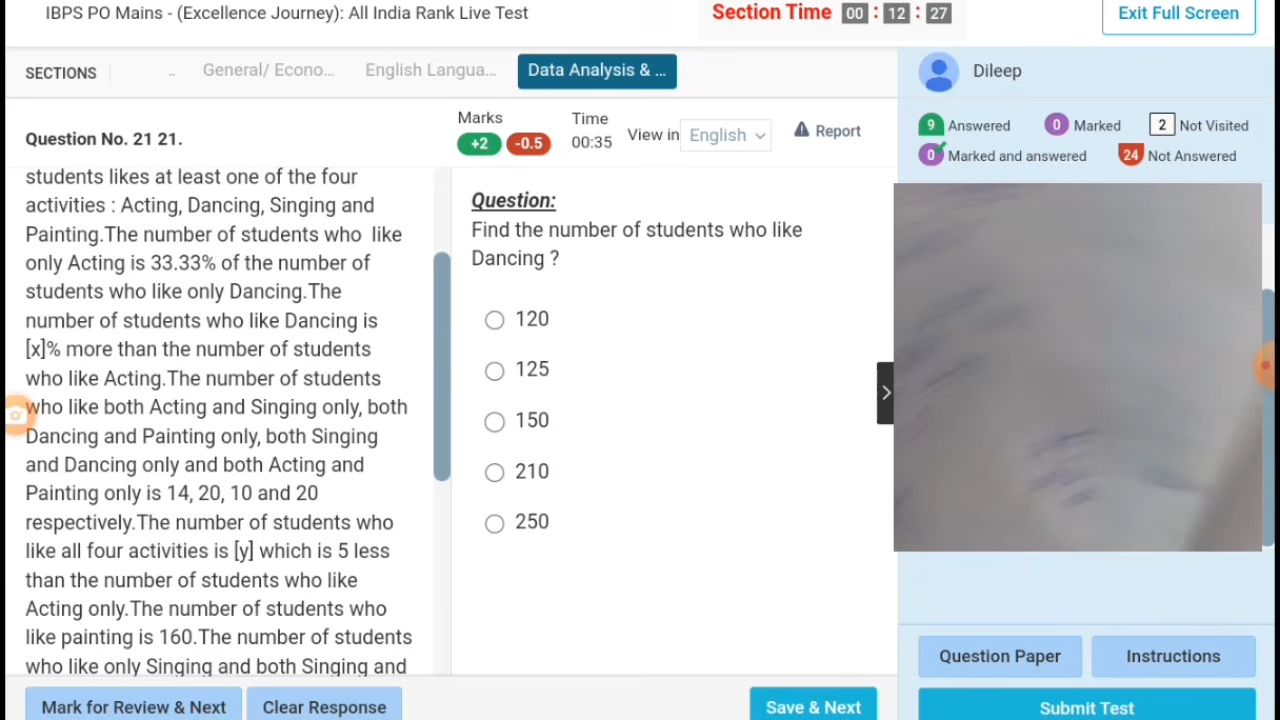 IBPS PO Mains - (Excellence Journey): All India Rank Live Test
Section Time 00 : 12 : 27
Exit Full Screen
SECTIONS
..
General/ Econo...
English Langua...
Data Analysis & ...
Dileep
Question No. 21 21.
Marks
+2 -0.5
Time
00:35
View in English
Report
9 Answered
0 Marked
2 Not Visited
0 Marked and answered
24 Not Answered
students likes at least one of the four
activities : Acting, Dancing, Singing and
Painting.The number of students who like
only Acting is 33.33% of the number of
students who like only Dancing.The
number of students who like Dancing is
[x]% more than the number of students
who like Acting.The number of students
who like both Acting and Singing only, both
Dancing and Painting only, both Singing
and Dancing only and both Acting and
Painting only is 14, 20, 10 and 20
respectively.The number of students who
like all four activities is [y] which is 5 less
than the number of students who like
Acting only.The number of students who
like painting is 160.The number of students
who like only Singing and both Singing and
Question:
Find the number of students who like
Dancing ?
120
125
150
210
250
>
Question Paper
Instructions
Mark for Review & Next
Clear Response
Save & Next
Submit Test